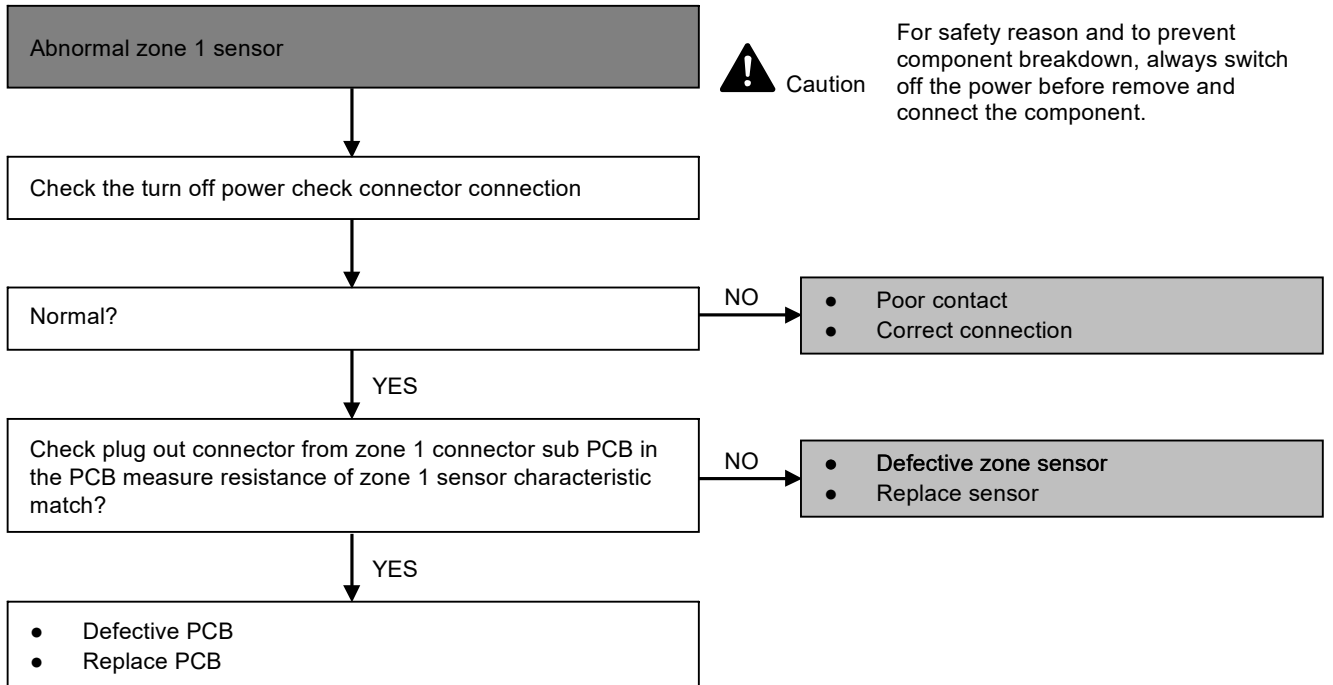 Abnormal zone 1 sensor
Caution
For safety reason and to prevent
component breakdown, always switch
off the power before remove and
connect the component.
Check the turn off power check connector connection
Normal?
NO
● Poor contact
● Correct connection
YES
Check plug out connector from zone 1 connector sub PCB in
the PCB measure resistance of zone 1 sensor characteristic
match?
NO
● Defective zone sensor
● Replace sensor
YES
● Defective PCB
● Replace PCB